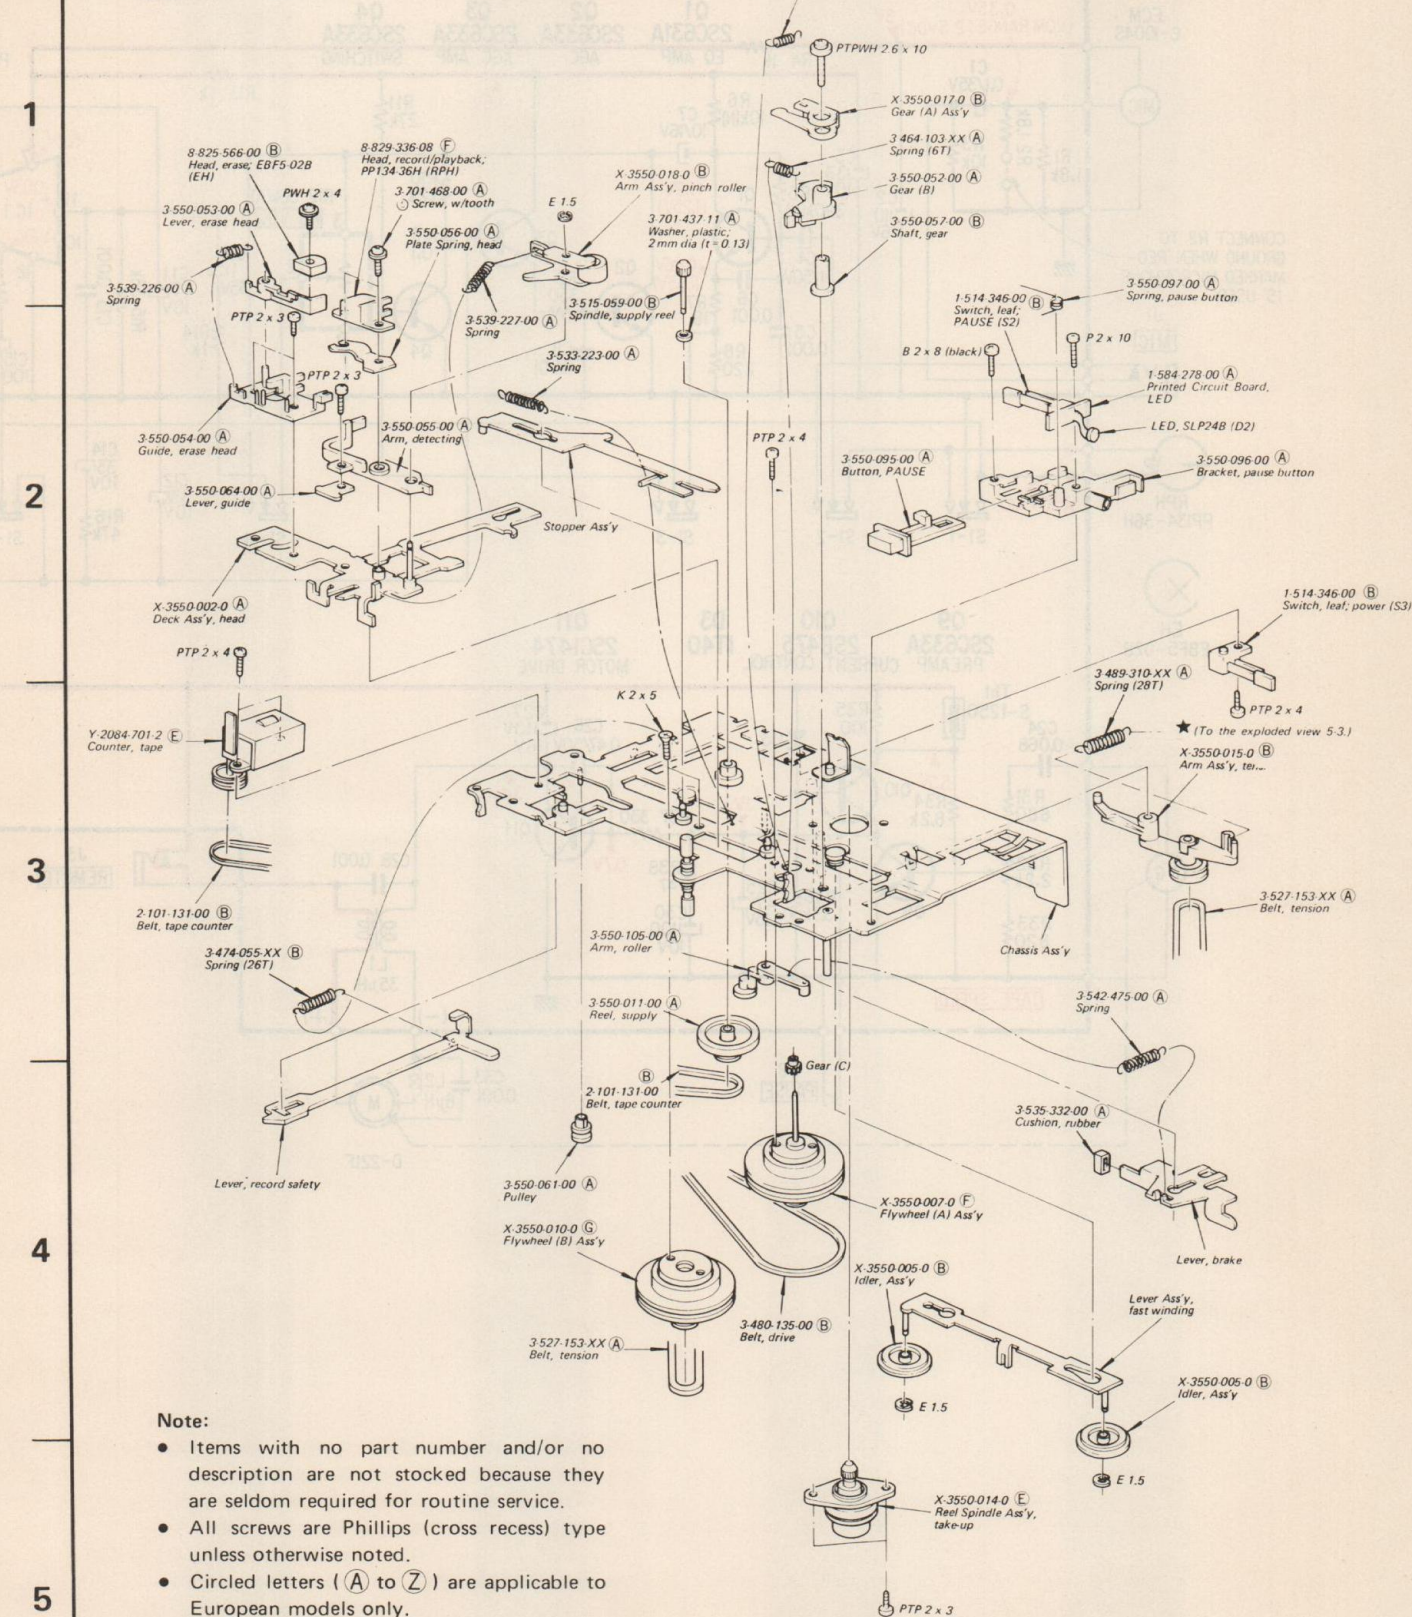 1
PTPWH 2.6 x 10
X-3550-017-0 Ⓑ
Gear (A) Ass'y
3-464-103-XX Ⓐ
Spring (6T)
3-550-052-00 Ⓐ
Gear (B)
3-550-057-00 Ⓑ
Shaft, gear
8-825-566-00 Ⓑ
Head, erase; EBF5-02B
(EH)
8-829-336-08 Ⓕ
Head, record/playback;
PP134-36H (RPH)
PWH 2 x 4
3-701-468-00 Ⓐ
Screw, w/tooth
3-550-053-00 Ⓐ
Lever, erase head
3-550-056-00 Ⓐ
Plate Spring, head
E 1.5
X-3550-018-0 Ⓑ
Arm Ass'y, pinch roller
3-701-437-11 Ⓐ
Washer, plastic;
2 mm dia (t = 0.13)
3-539-226-00 Ⓐ
Spring
PTP 2 x 3
3-539-227-00 Ⓐ
Spring
3-515-059-00 Ⓑ
Spindle, supply reel
1-514-346-00 Ⓑ
Switch, leaf;
PAUSE (S2)
3-550-097-00 Ⓐ
Spring, pause button
P 2 x 10
B 2 x 8 (black)
3-533-223-00 Ⓐ
Spring
PTP 2 x 3
1-584-278-00 Ⓐ
Printed Circuit Board,
LED
LED, SLP24B (D2)
3-550-054-00 Ⓐ
Guide, erase head
3-550-055-00 Ⓐ
Arm, detecting
PTP 2 x 4
3-550-095-00 Ⓐ
Button, PAUSE
3-550-096-00 Ⓐ
Bracket, pause button
2
3-550-064-00 Ⓐ
Lever, guide
Stopper Ass'y
X-3550-002-0 Ⓐ
Deck Ass'y, head
1-514-346-00 Ⓑ
Switch, leaf; power (S3)
PTP 2 x 4
K 2 x 5
3-489-310-XX Ⓐ
Spring (28T)
PTP 2 x 4
★ (To the exploded view 5-3.)
Y-2084-701-2 Ⓔ
Counter, tape
X-3550-015-0 Ⓑ
Arm Ass'y,
3
2-101-131-00 Ⓑ
Belt, tape counter
3-527-153-XX Ⓐ
Belt, tension
3-474-055-XX Ⓑ
Spring (26T)
3-550-105-00 Ⓐ
Arm, roller
Chassis Ass'y
3-550-011-00 Ⓐ
Reel, supply
3-542-475-00 Ⓐ
Spring
Gear (C)
Ⓑ
2-101-131-00
Belt, tape counter
3-535-332-00 Ⓐ
Cushion, rubber
Lever, record safety
3-550-061-00 Ⓐ
Pulley
X-3550-007-0 Ⓕ
Flywheel (A) Ass'y
4
X-3550-010-0 Ⓖ
Flywheel (B) Ass'y
Lever, brake
X-3550-005-0 Ⓑ
Idler, Ass'y
Lever Ass'y,
fast winding
3-480-135-00 Ⓑ
Belt, drive
3-527-153-XX Ⓐ
Belt, tension
X-3550-005-0 Ⓑ
Idler, Ass'y
E 1.5
E 1.5
X-3550-014-0 Ⓔ
Reel Spindle Ass'y,
take-up
PTP 2 x 3
Note:
● Items with no part number and/or no
description are not stocked because they
are seldom required for routine service.
● All screws are Phillips (cross recess) type
unless otherwise noted.
● Circled letters ( Ⓐ to Ⓩ ) are applicable to
European models only.
5